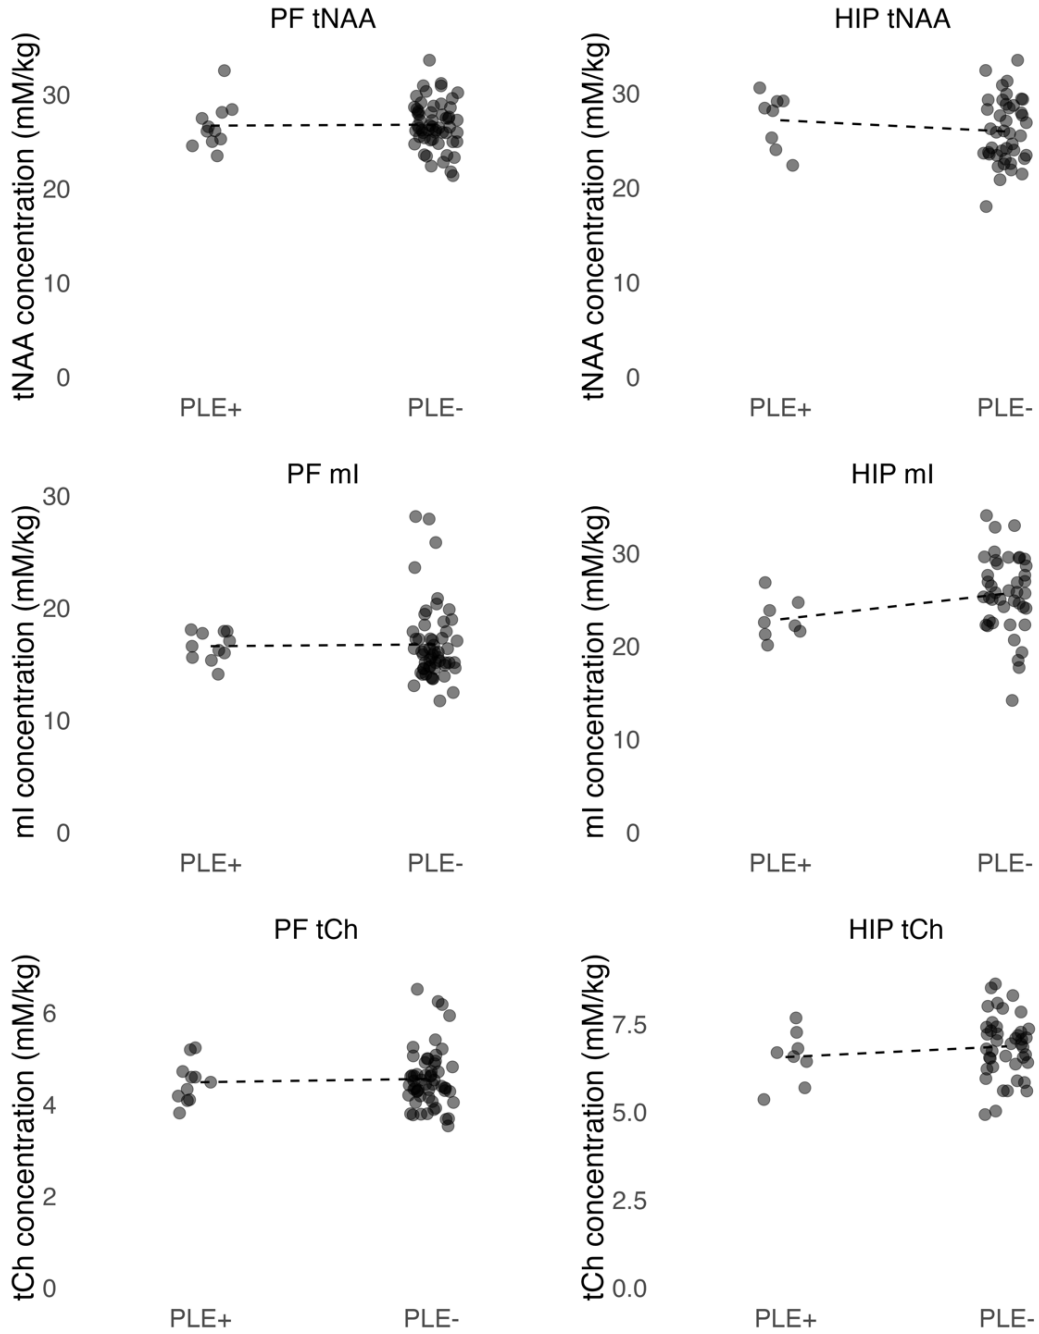 PF tNAA
tNAA concentration (mM/kg)
30
20
10
0
PLE+ PLE-
HIP tNAA
tNAA concentration (mM/kg)
30
20
10
0
PLE+ PLE-
PF mI
mI concentration (mM/kg)
30
20
10
0
PLE+ PLE-
HIP mI
mI concentration (mM/kg)
30
20
10
0
PLE+ PLE-
PF tCh
tCh concentration (mM/kg)
6
4
2
0
PLE+ PLE-
HIP tCh
tCh concentration (mM/kg)
7.5
5.0
2.5
0.0
PLE+ PLE-